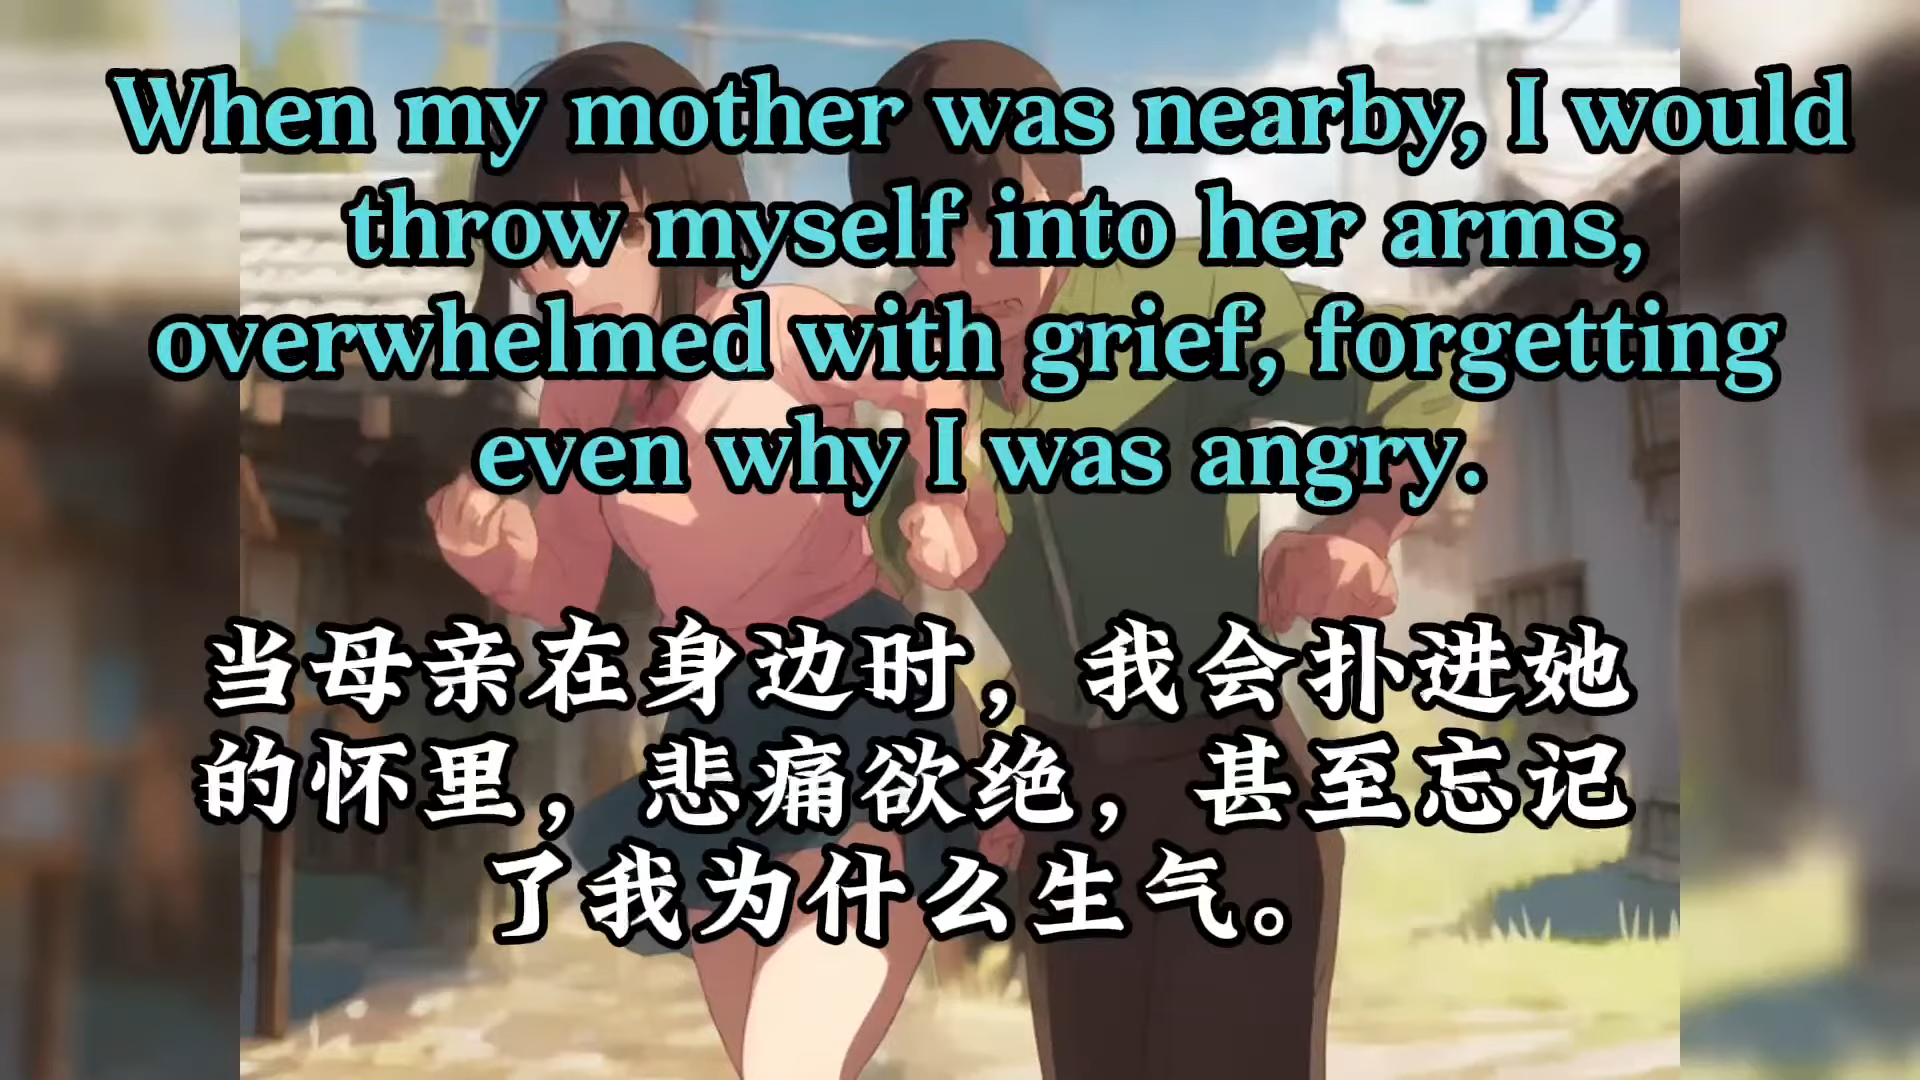 When my mother was nearby, I would
throw myself into her arms,
overwhelmed with grief, forgetting
even why I was angry.
当母亲在身边时，我会扑进她
的怀里，悲痛欲绝，甚至忘记
了我为什么生气。